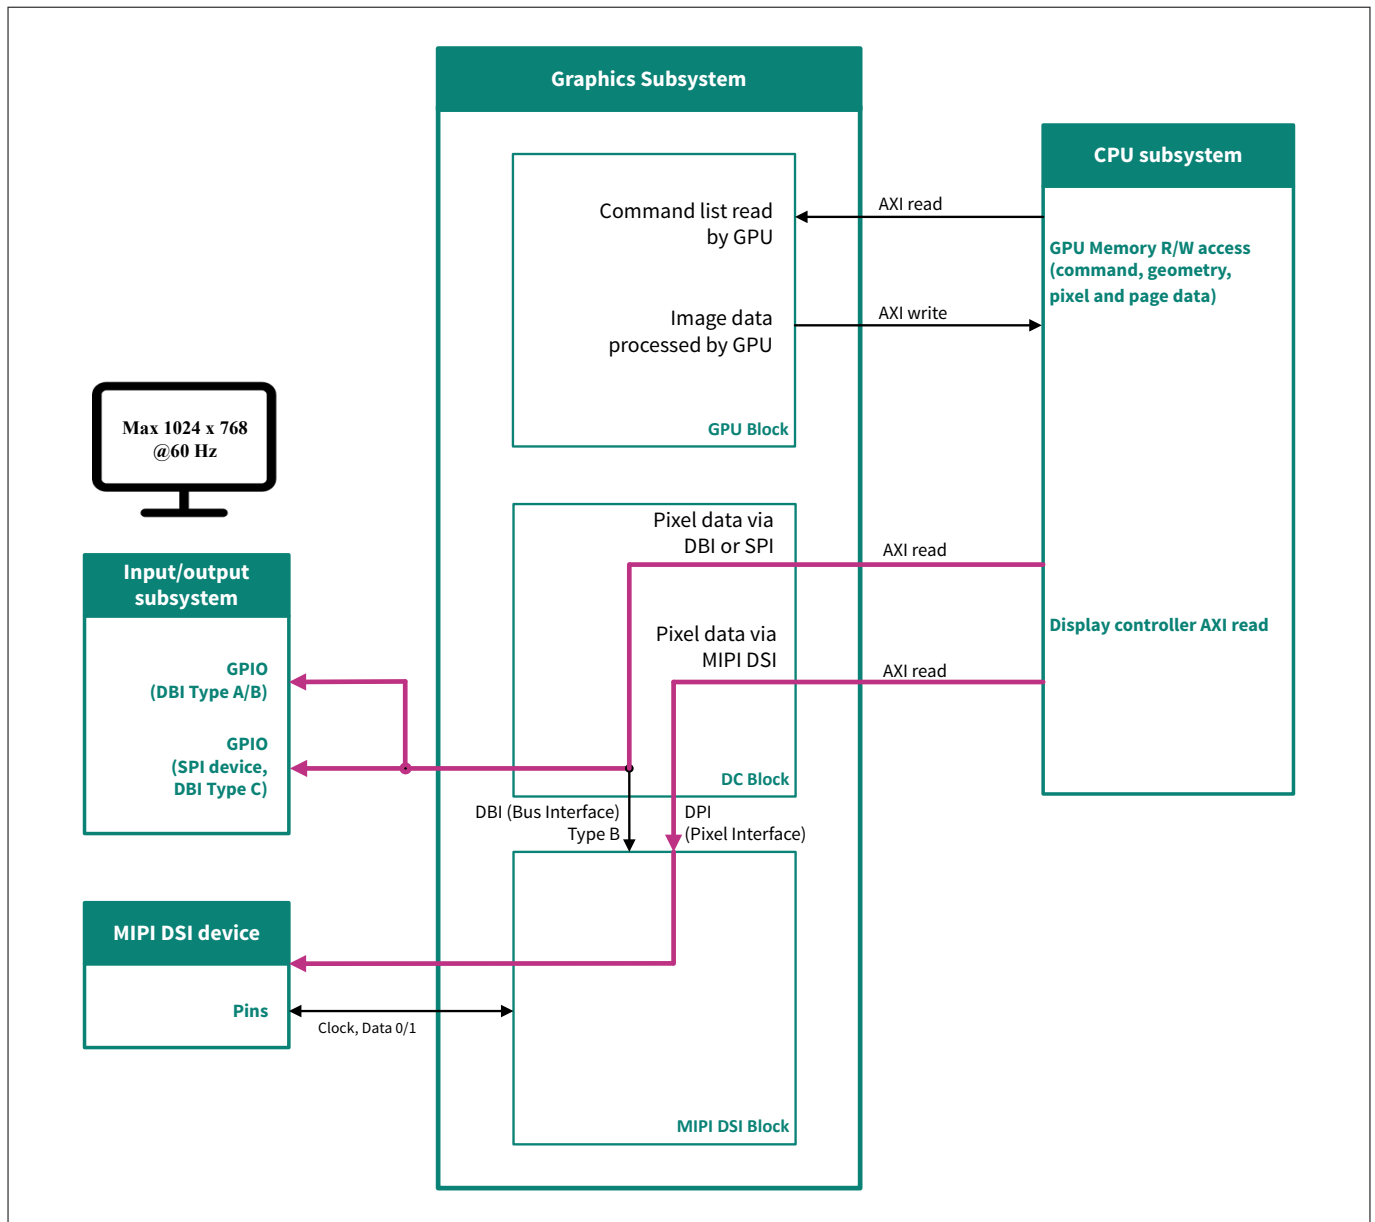 Graphics Subsystem
CPU subsystem
Command list read
by GPU
AXI read
GPU Memory R/W access
(command, geometry,
pixel and page data)
Image data
processed by GPU
AXI write
GPU Block
Max 1024 x 768
@60 Hz
Pixel data via
DBI or SPI
AXI read
Input/output
subsystem
Pixel data via
MIPI DSI
AXI read
Display controller AXI read
GPIO
(DBI Type A/B)
GPIO
(SPI device,
DBI Type C)
DC Block
DBI (Bus Interface)
Type B
DPI
(Pixel Interface)
MIPI DSI device
Pins
Clock, Data 0/1
MIPI DSI Block